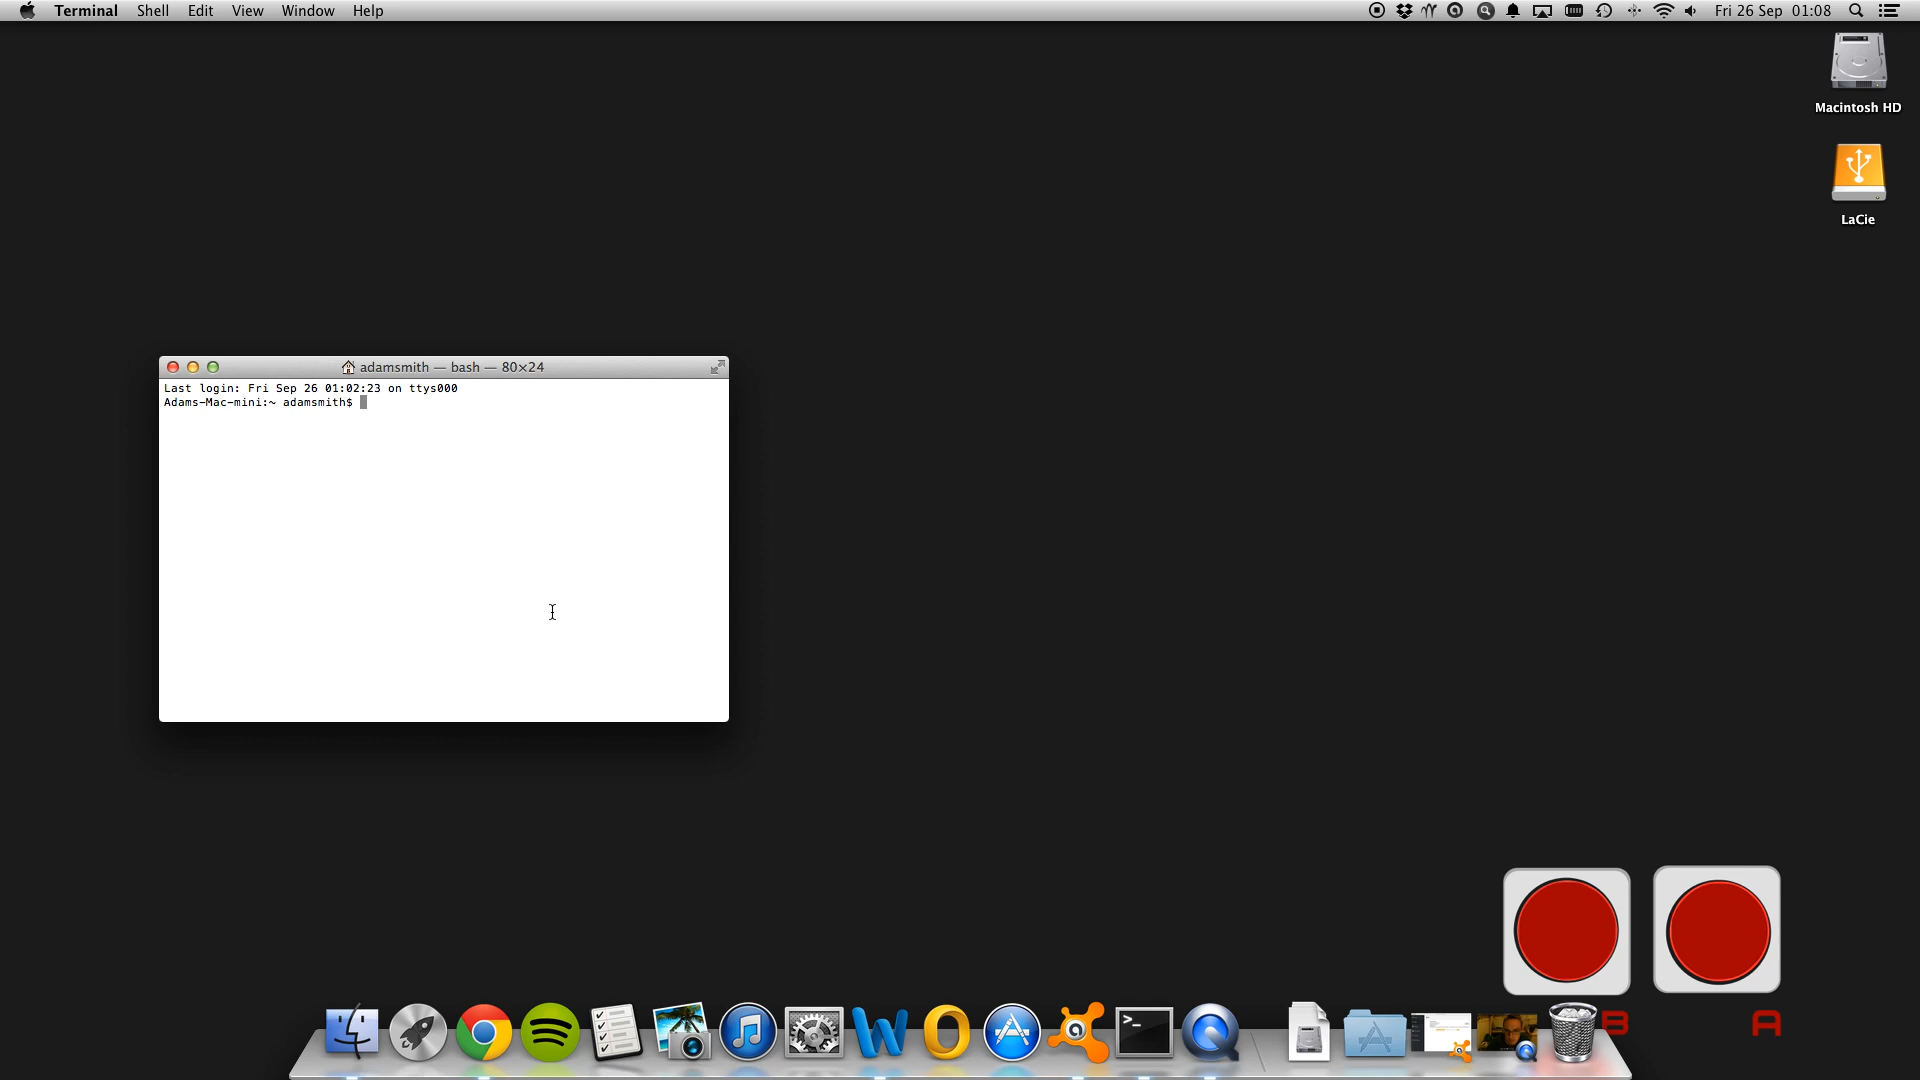 Terminal Shell Edit View Window Help
Fri 26 Sep 01:08
Macintosh HD
LaCie
adamsmith — bash — 80×24
Last login: Fri Sep 26 01:02:23 on ttys000
Adams-Mac-mini:~ adamsmith$
B A